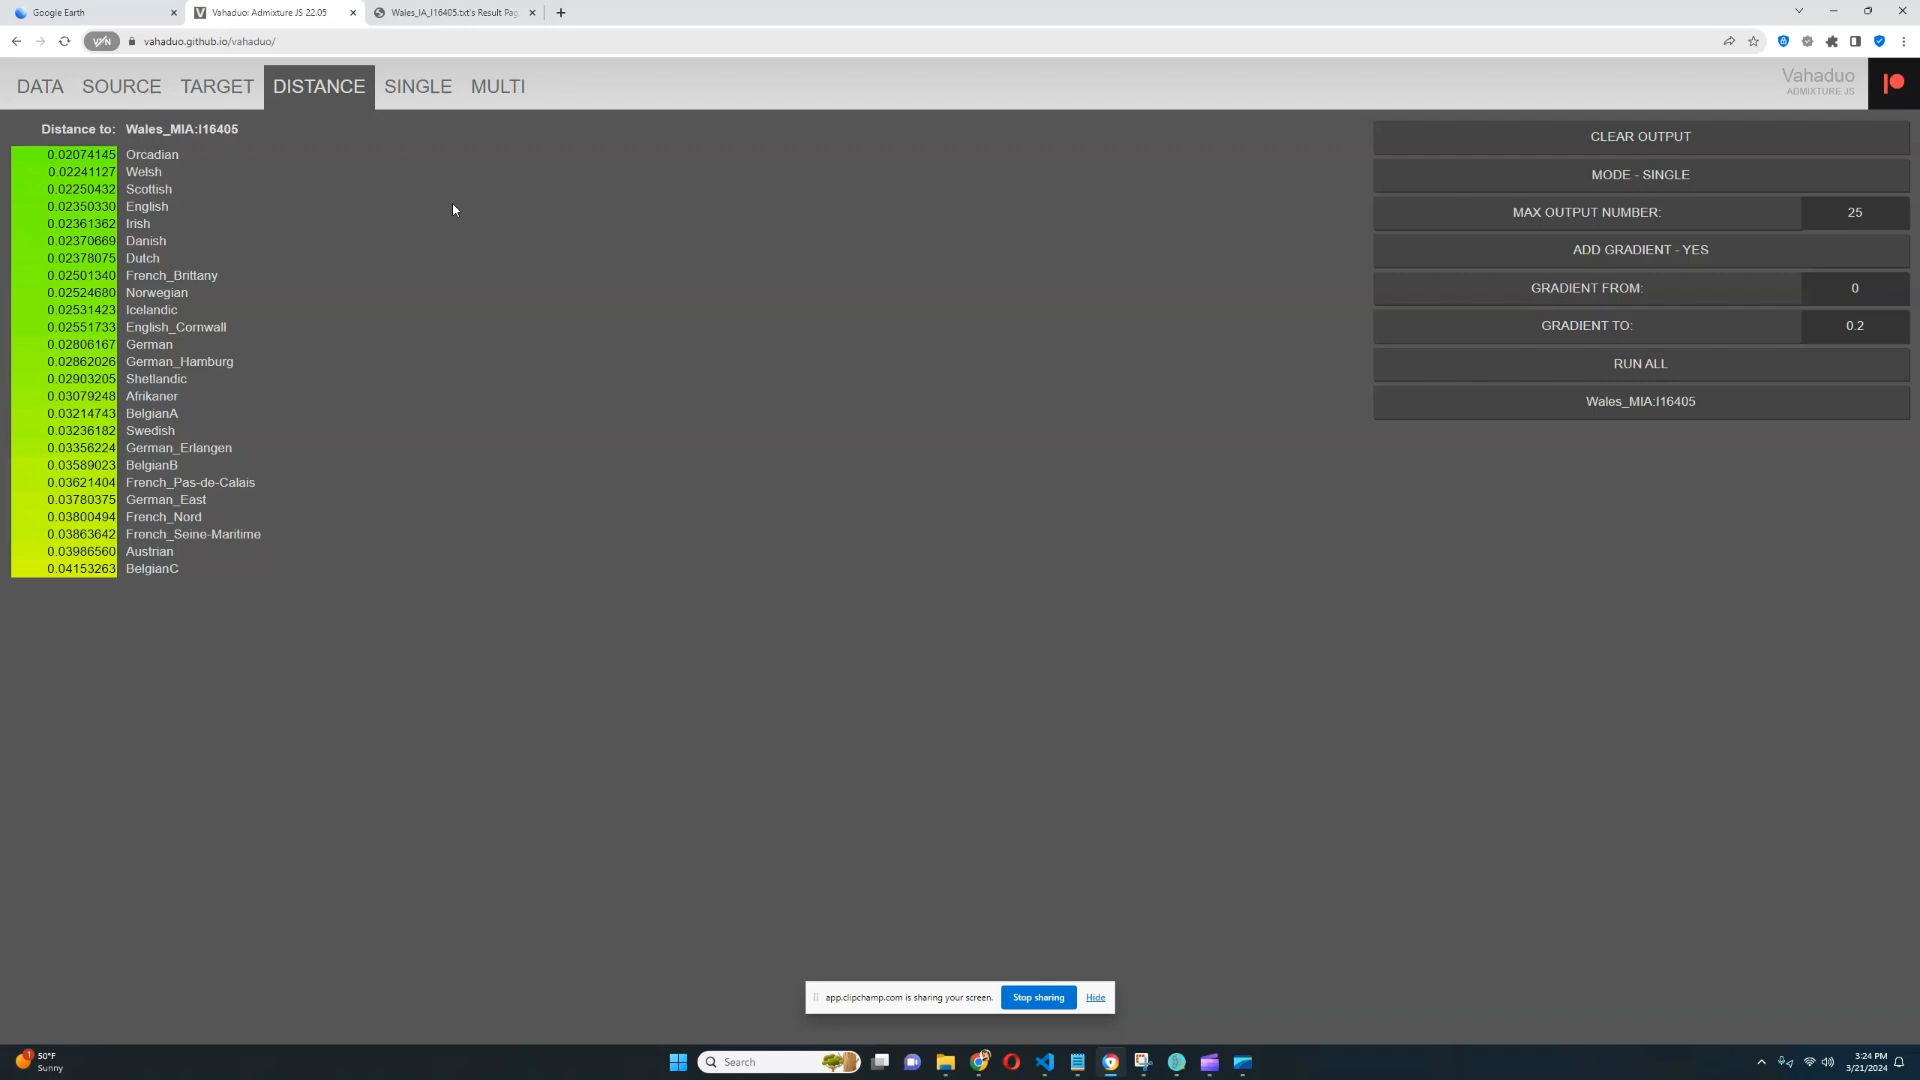 Google Earth
Vahaduo: Admixture JS 22.05
Wales_IA_I16405.txt's Result Pag
VPN
vahaduo.github.io/vahaduo/
DATA SOURCE TARGET DISTANCE SINGLE MULTI
Vahaduo
ADMIXTURE JS
Distance to: Wales_MIA:I16405
0.02074145 Orcadian
0.02241127 Welsh
0.02250432 Scottish
0.02350330 English
0.02361362 Irish
0.02370669 Danish
0.02378075 Dutch
0.02501340 French_Brittany
0.02524680 Norwegian
0.02531423 Icelandic
0.02551733 English_Cornwall
0.02806167 German
0.02862026 German_Hamburg
0.02903205 Shetlandic
0.03079248 Afrikaner
0.03214743 BelgianA
0.03236182 Swedish
0.03356224 German_Erlangen
0.03589023 BelgianB
0.03621404 French_Pas-de-Calais
0.03780375 German_East
0.03800494 French_Nord
0.03863642 French_Seine-Maritime
0.03986560 Austrian
0.04153263 BelgianC
CLEAR OUTPUT
MODE - SINGLE
MAX OUTPUT NUMBER: 25
ADD GRADIENT - YES
GRADIENT FROM: 0
GRADIENT TO: 0.2
RUN ALL
Wales_MIA:I16405
app.clipchamp.com is sharing your screen. Stop sharing Hide
1
50°F
Sunny
Search
3:24 PM
3/21/2024